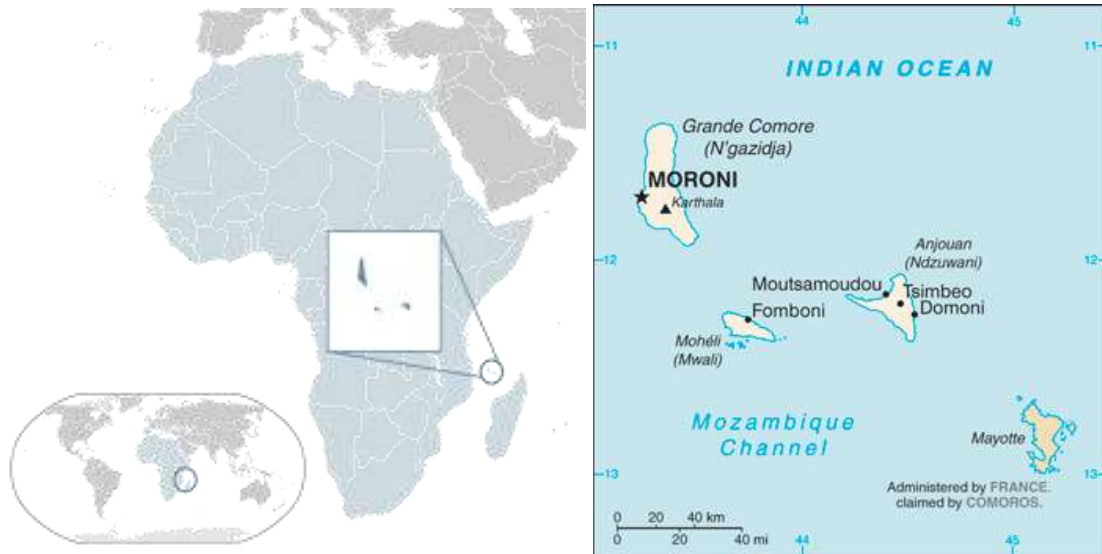 44
45
11
11
INDIAN OCEAN
Grande Comore
(N'gazidja)
MORONI
Karthala
12
12
Anjouan
(Ndzuwani)
Moutsamoudou
Tsimbeo
Domoni
Fomboni
Mohéli
(Mwali)
Mozambique
Channel
Mayotte
13
13
Administered by FRANCE.
claimed by COMOROS.
0 20 40 km
0 20 40 mi
44
45